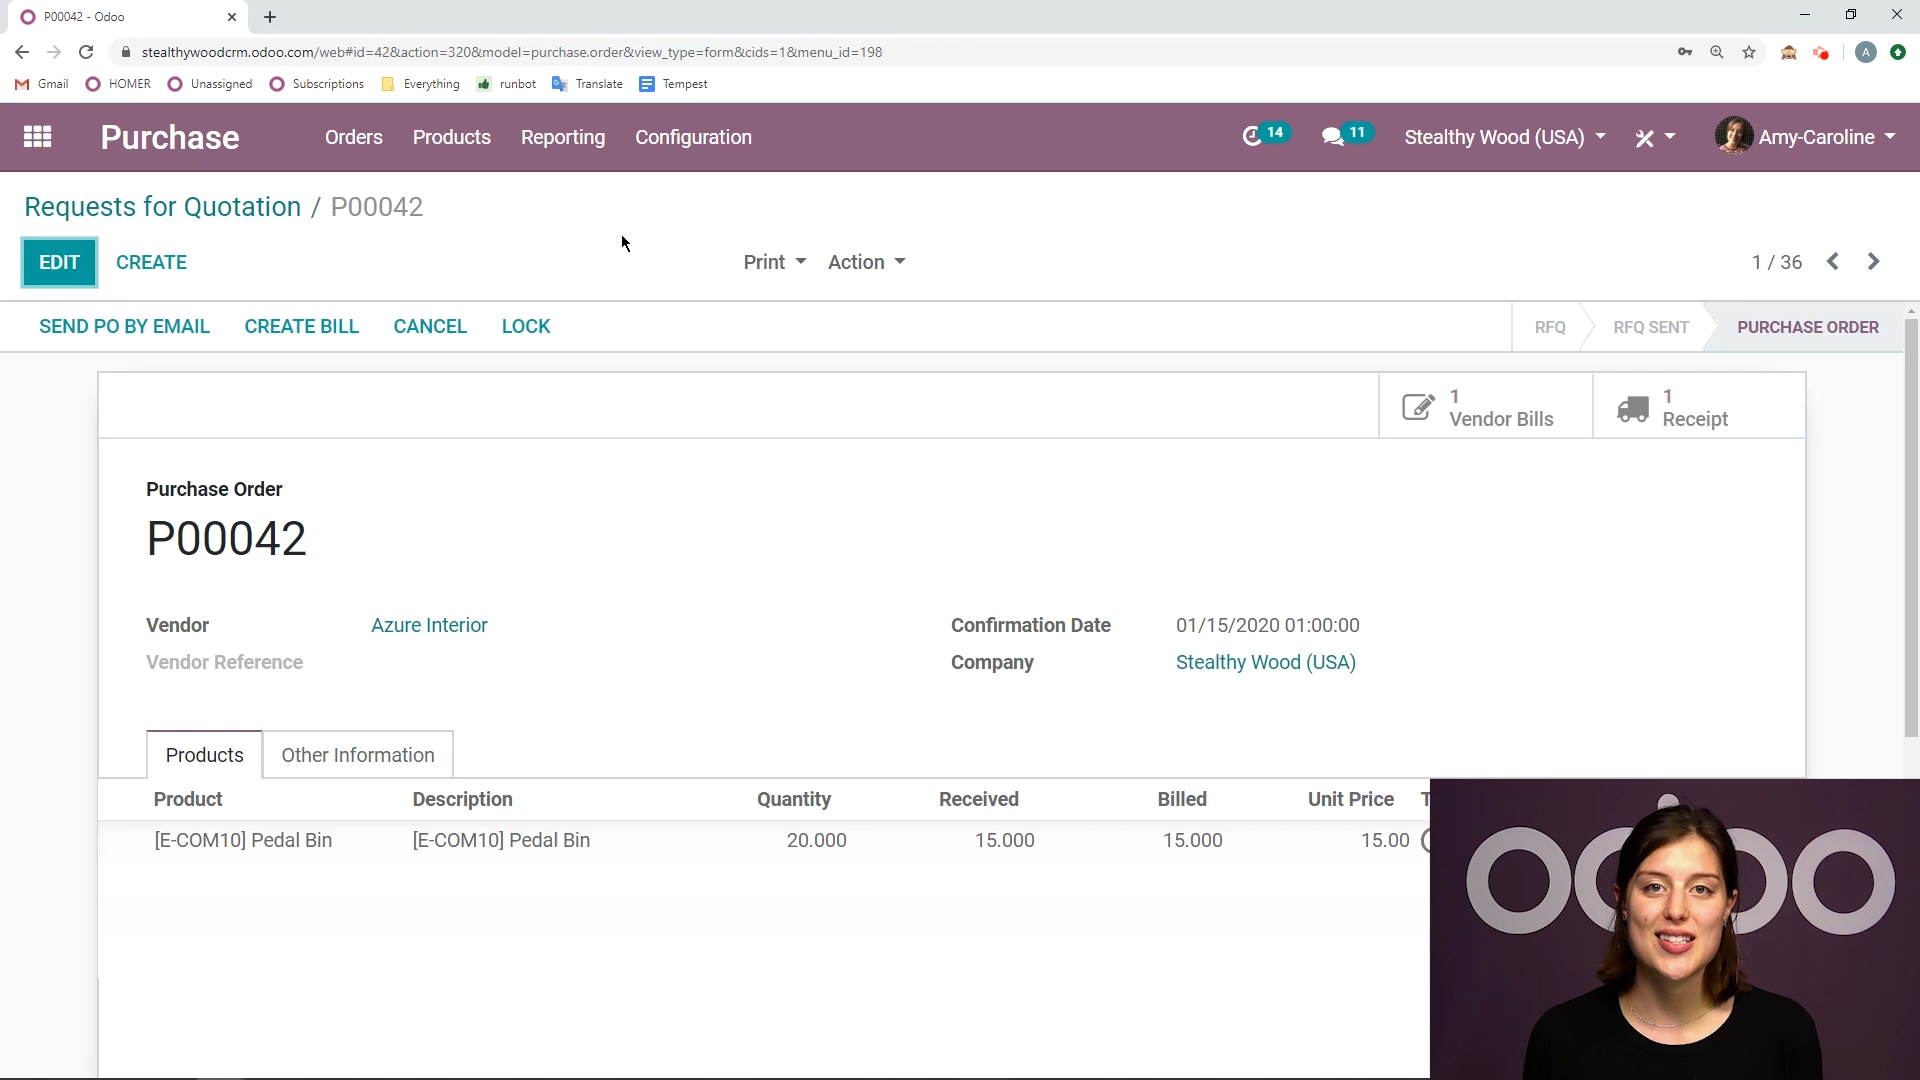 P00042 - Odoo
stealthywoodcrm.odoo.com/web#id=42&action=320&model=purchase.order&view_type=form&cids=1&menu_id=198
A
Gmail HOMER Unassigned Subscriptions Everything runbot Translate Tempest
Purchase Orders Products Reporting Configuration 14 11 Stealthy Wood (USA) Amy-Caroline
Requests for Quotation / P00042
EDIT CREATE Print Action 1 / 36
SEND PO BY EMAIL CREATE BILL CANCEL LOCK RFQ RFQ SENT PURCHASE ORDER
1 Vendor Bills
1 Receipt
Purchase Order
P00042
Vendor Azure Interior Confirmation Date 01/15/2020 01:00:00
Vendor Reference Company Stealthy Wood (USA)
Products Other Information
Product Description Quantity Received Billed Unit Price
[E-COM10] Pedal Bin [E-COM10] Pedal Bin 20.000 15.000 15.000 15.00
odoo